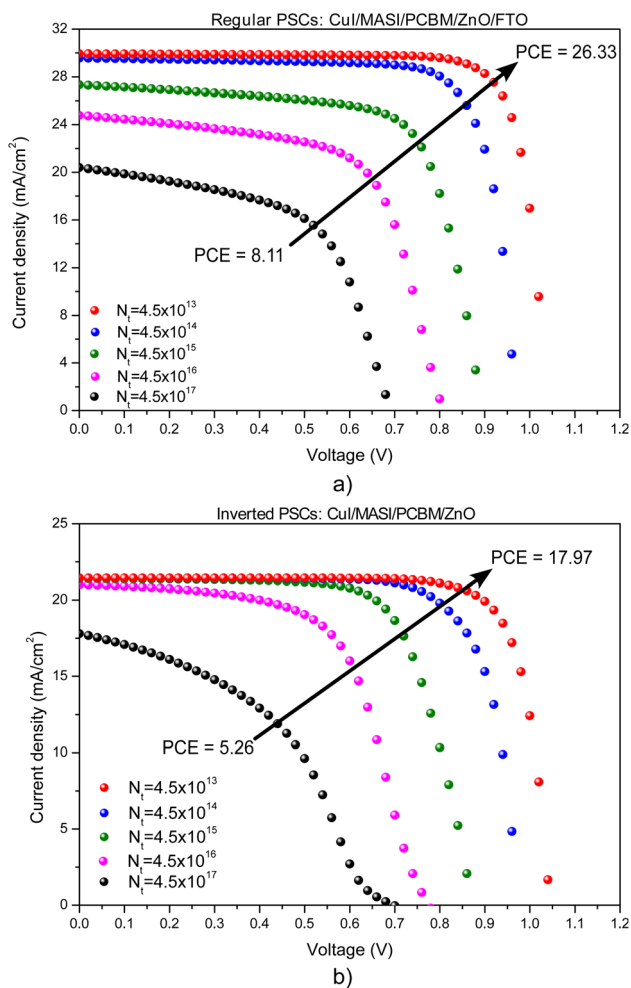 Regular PSCs: CuI/MASI/PCBM/ZnO/FTO
32
28
24
20
16
12
8
4
0
Current density (mA/cm²)
PCE = 26.33
PCE = 8.11
Nₜ=4.5x10¹³
Nₜ=4.5x10¹⁴
Nₜ=4.5x10¹⁵
Nₜ=4.5x10¹⁶
Nₜ=4.5x10¹⁷
0.0 0.1 0.2 0.3 0.4 0.5 0.6 0.7 0.8 0.9 1.0 1.1 1.2
Voltage (V)
a)
Inverted PSCs: CuI/MASI/PCBM/ZnO
25
20
15
10
5
0
Current density (mA/cm²)
PCE = 17.97
PCE = 5.26
Nₜ=4.5x10¹³
Nₜ=4.5x10¹⁴
Nₜ=4.5x10¹⁵
Nₜ=4.5x10¹⁶
Nₜ=4.5x10¹⁷
0.0 0.1 0.2 0.3 0.4 0.5 0.6 0.7 0.8 0.9 1.0 1.1 1.2
Voltage (V)
b)